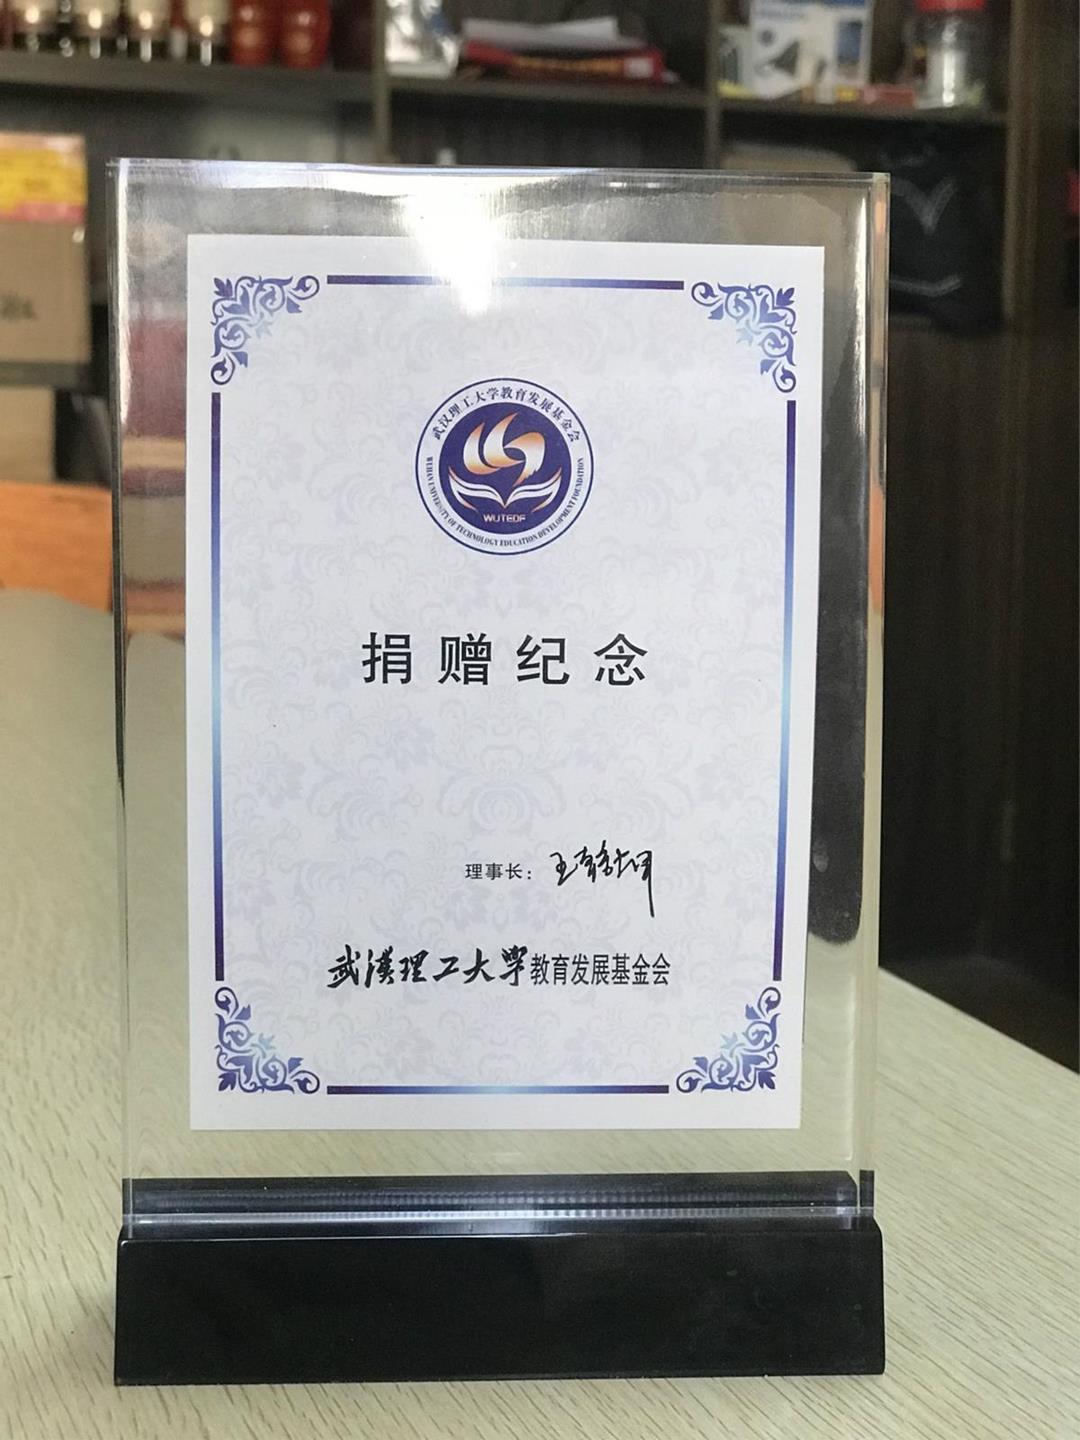 武汉理工大学教育发展基金会
WUTEDF
WUHAN UNIVERSITY OF TECHNOLOGY EDUCATION DEVELOPMENT FOUNDATION
捐赠纪念
理事长：
武漢理工大学教育发展基金会